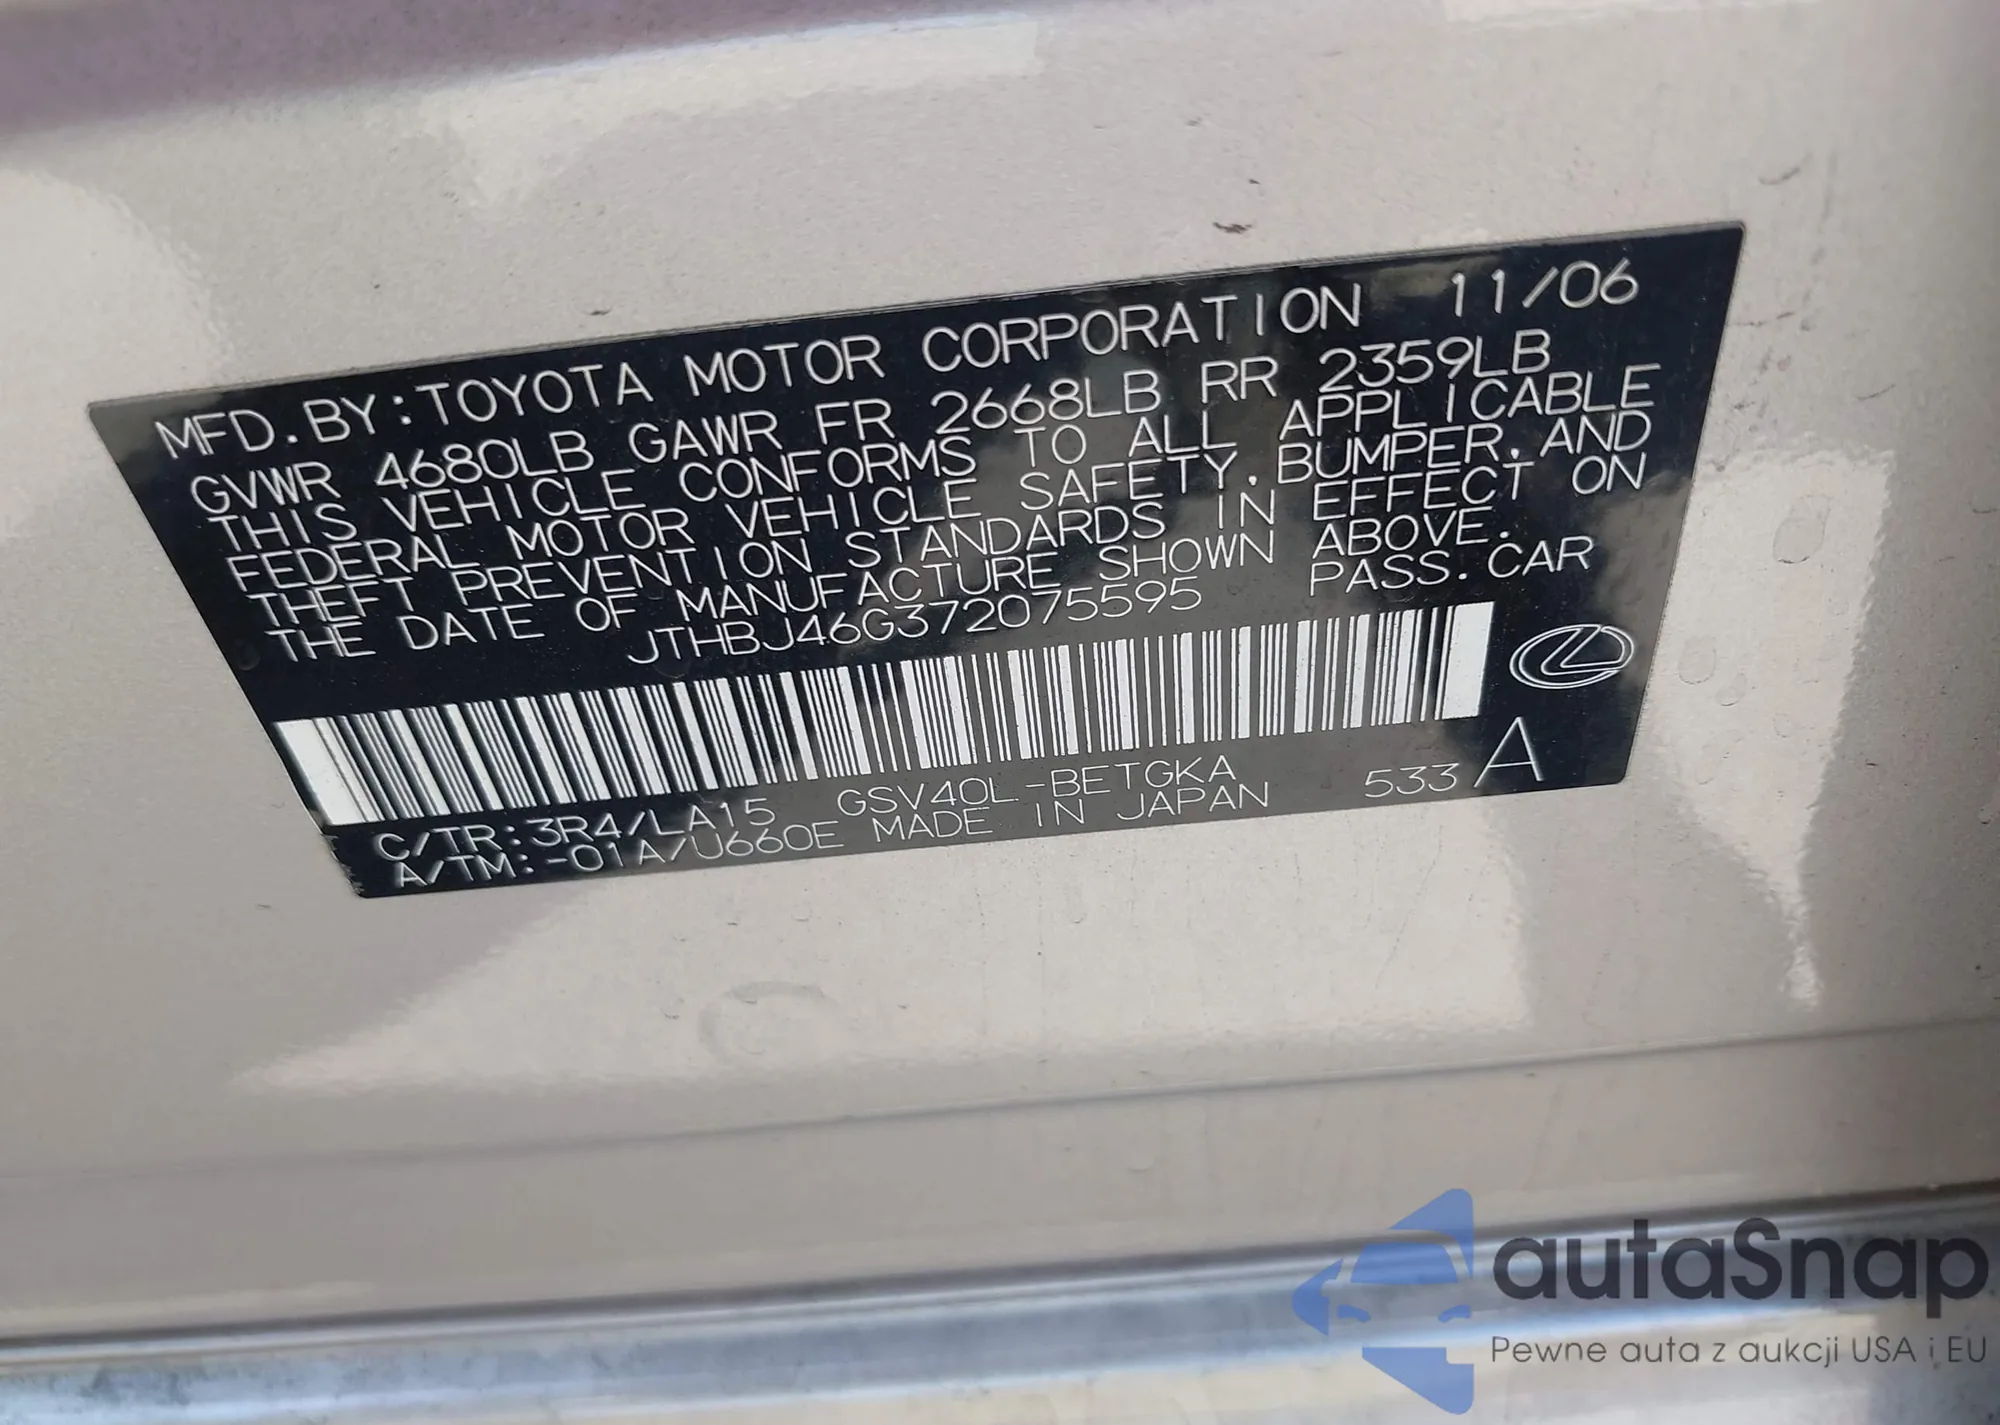 MFD.BY:TOYOTA MOTOR CORPORATION 11/06
GVWR 4680LB GAWR FR 2668LB RR 2359LB
THIS VEHICLE CONFORMS TO ALL APPLICABLE
FEDERAL MOTOR VEHICLE SAFETY,BUMPER,AND
THEFT PREVENTION STANDARDS IN EFFECT ON
THE DATE OF MANUFACTURE SHOWN ABOVE.
JTHBJ46G372075595 PASS.CAR
C/TR:3R4/LA15 GSV40L-BETGKA 533 A
A/TM:-01A/U660E MADE IN JAPAN
autaSnap
Pewne auta z aukcji USA i EU